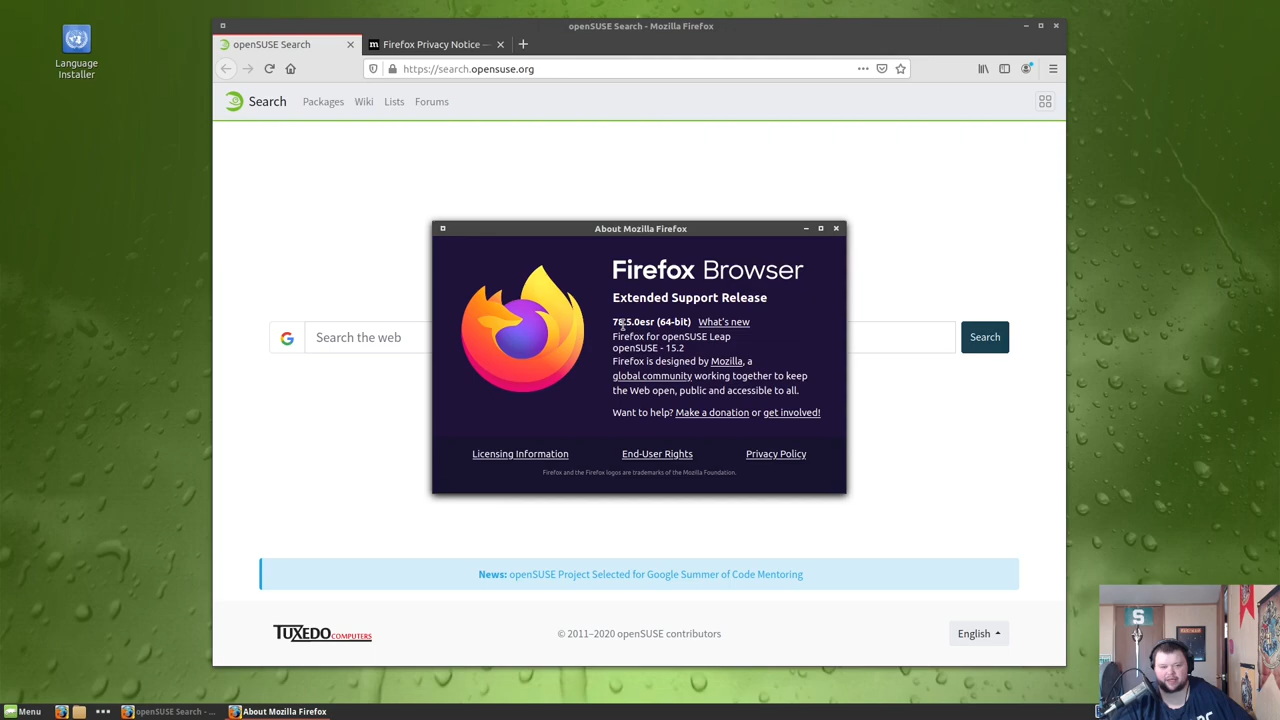 Language
Installer
openSUSE Search - Mozilla Firefox
openSUSE Search
m
Firefox Privacy Notice —
https://search.opensuse.org
Search
Packages
Wiki
Lists
Forums
About Mozilla Firefox
Firefox Browser
Extended Support Release
(64-bit) What's new
Firefox for openSUSE Leap
openSUSE - 15.2
Firefox is designed by Mozilla, a
global community working together to keep
the Web open, public and accessible to all.
Want to help? Make a donation or get involved!
Licensing Information
End-User Rights
Privacy Policy
Firefox and the Firefox logos are trademarks of the Mozilla Foundation.
G
Search the web
Search
News: openSUSE Project Selected for Google Summer of Code Mentoring
TUXEDO COMPUTERS
© 2011–2020 openSUSE contributors
English
S
Menu
openSUSE Search - ...
About Mozilla Firefox